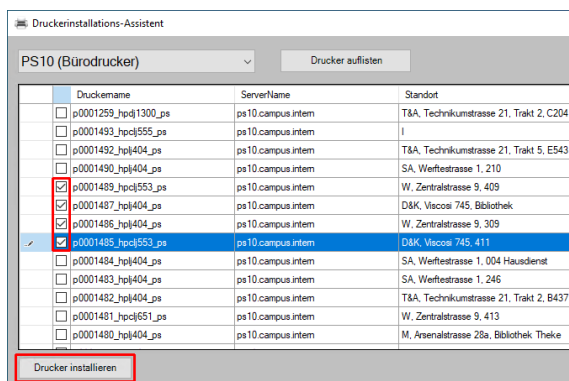 Druckerinstallations-Assistent
PS10 (Bürodrucker) Drucker auflisten
Druckername ServerName Standort
p0001259_hpdj1300_ps ps10.campus.intern T&A, Technikumstrasse 21, Trakt 2, C204
p0001493_hpclj555_ps ps10.campus.intern I
p0001492_hplj404_ps ps10.campus.intern T&A, Technikumstrasse 21, Trakt 5, E543
p0001490_hplj404_ps ps10.campus.intern SA, Werftestrasse 1, 210
p0001489_hpclj553_ps ps10.campus.intern W, Zentralstrasse 9, 409
p0001487_hplj404_ps ps10.campus.intern D&K, Viscosi 745, Bibliothek
p0001486_hplj404_ps ps10.campus.intern W, Zentralstrasse 9, 309
p0001485_hpclj553_ps ps10.campus.intern D&K, Viscosi 745, 411
p0001484_hplj404_ps ps10.campus.intern SA, Werftestrasse 1, 004 Hausdienst
p0001483_hplj404_ps ps10.campus.intern SA, Werftestrasse 1, 246
p0001482_hplj404_ps ps10.campus.intern T&A, Technikumstrasse 21, Trakt 2, B437
p0001481_hpclj651_ps ps10.campus.intern W, Zentralstrasse 9, 413
p0001480_hplj404_ps ps10.campus.intern M, Arsenalstrasse 28a, Bibliothek Theke
Drucker installieren